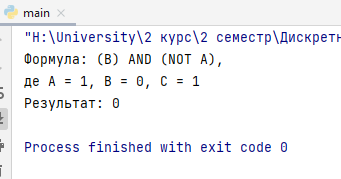 main
"H:\University\2 курс\2 семестр\Дискретн
Формула: (B) AND (NOT A),
де A = 1, B = 0, C = 1
Результат: 0
Process finished with exit code 0